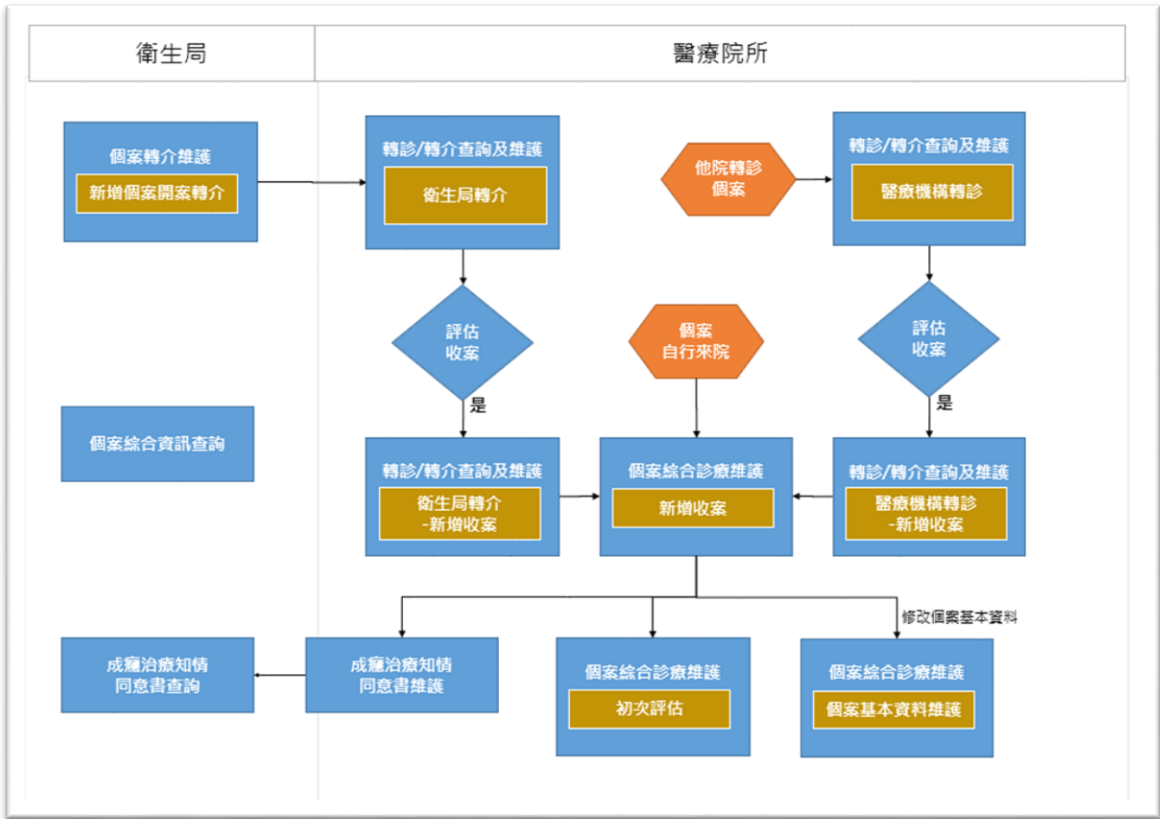 衛生局
醫療院所
個案轉介維護
新增個案開案轉介
轉診/轉介查詢及維護
衛生局轉介
他院轉診
個案
轉診/轉介查詢及維護
醫療機構轉診
評估
收案
是
個案
自行來院
評估
收案
是
個案綜合資訊查詢
轉診/轉介查詢及維護
衛生局轉介
-新增收案
個案綜合診療維護
新增收案
轉診/轉介查詢及維護
醫療機構轉診
-新增收案
修改個案基本資料
成癮治療知情
同意書查詢
成癮治療知情
同意書維護
個案綜合診療維護
初次評估
個案綜合診療維護
個案基本資料維護